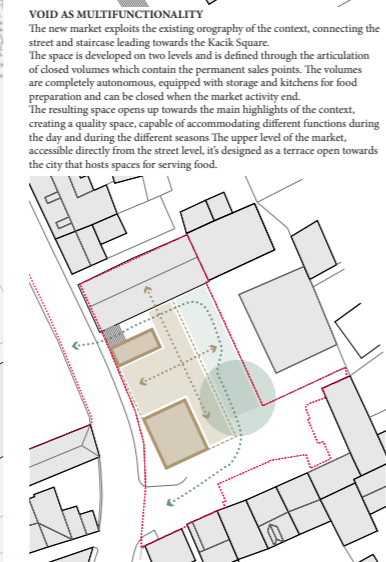 VOID AS MULTIFUNCTIONALITY
The new market exploits the existing orography of the context, connecting the
street and staircase leading towards the Kacik Square.
The space is developed on two levels and is defined through the articulation
of closed volumes which contain the permanent sales points. The volumes
are completely autonomous, equipped with storage and kitchens for food
preparation and can be closed when the market activity end.
The resulting space opens up towards the main highlights of the context,
creating a quality space, capable of accommodating different functions during
the day and during the different seasons The upper level of the market,
accessible directly from the street level, it's designed as a terrace open towards
the city that hosts spaces for serving food.